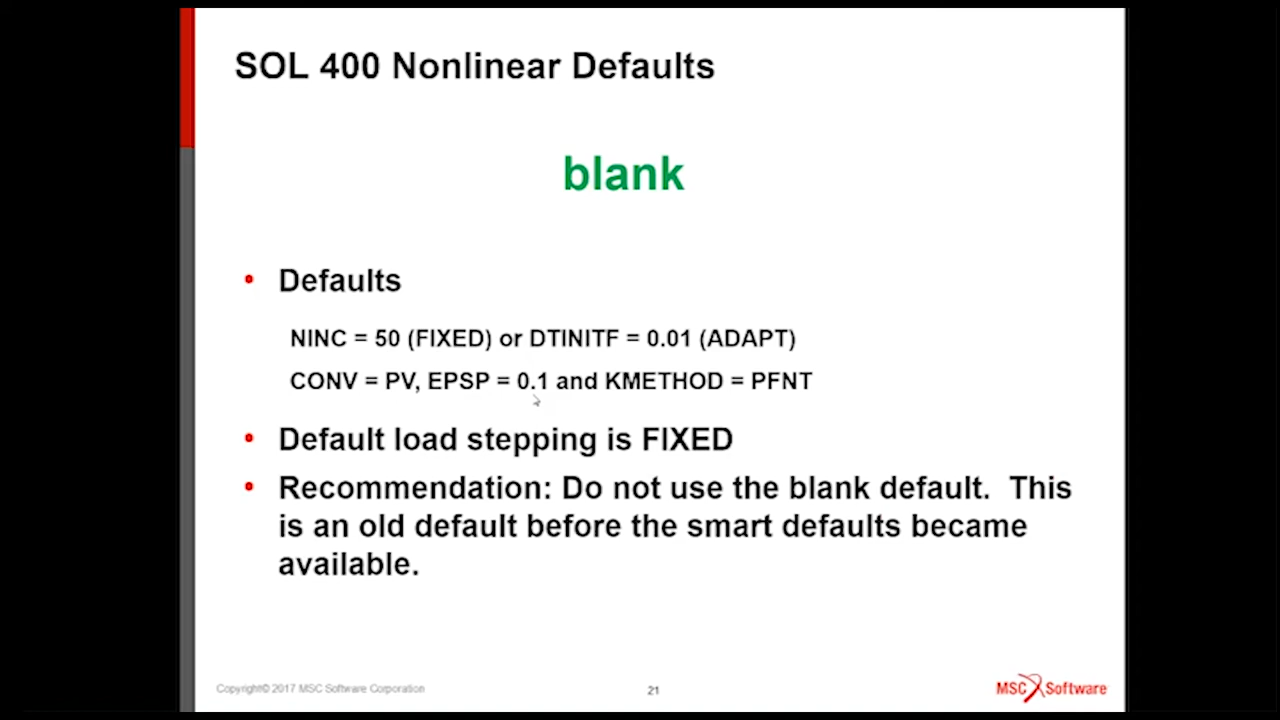 SOL 400 Nonlinear Defaults
blank
• Defaults
NINC = 50 (FIXED) or DTINITF = 0.01 (ADAPT)
CONV = PV, EPSP = 0.1 and KMETHOD = PFNT
• Default load stepping is FIXED
• Recommendation: Do not use the blank default. This
is an old default before the smart defaults became
available.
Copyright© 2017 MSC Software Corporation
21
MSC Software